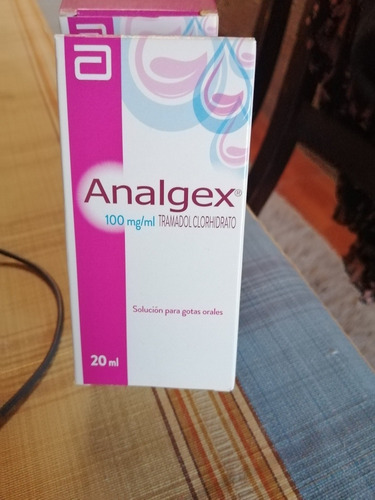 Analgex®
100 mg/ml TRAMADOL CLORHIDRATO
Solución para gotas orales
20 ml